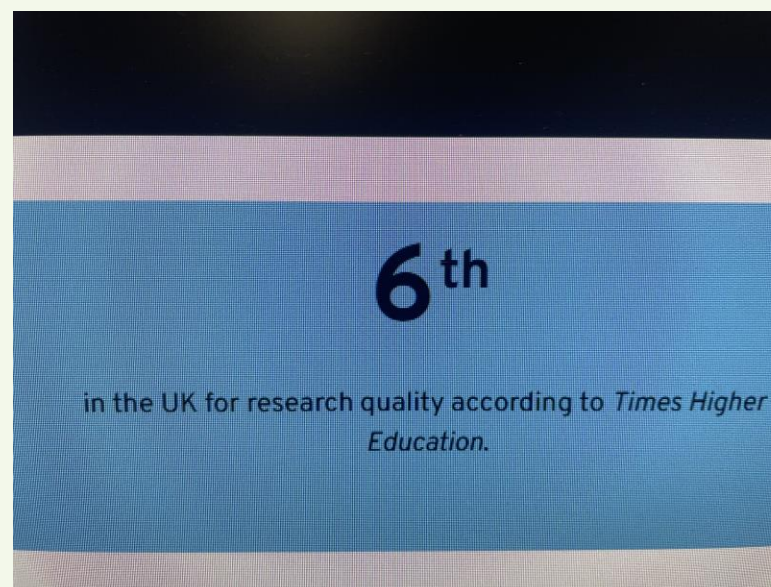 6th
in the UK for research quality according to Times Higher
Education.